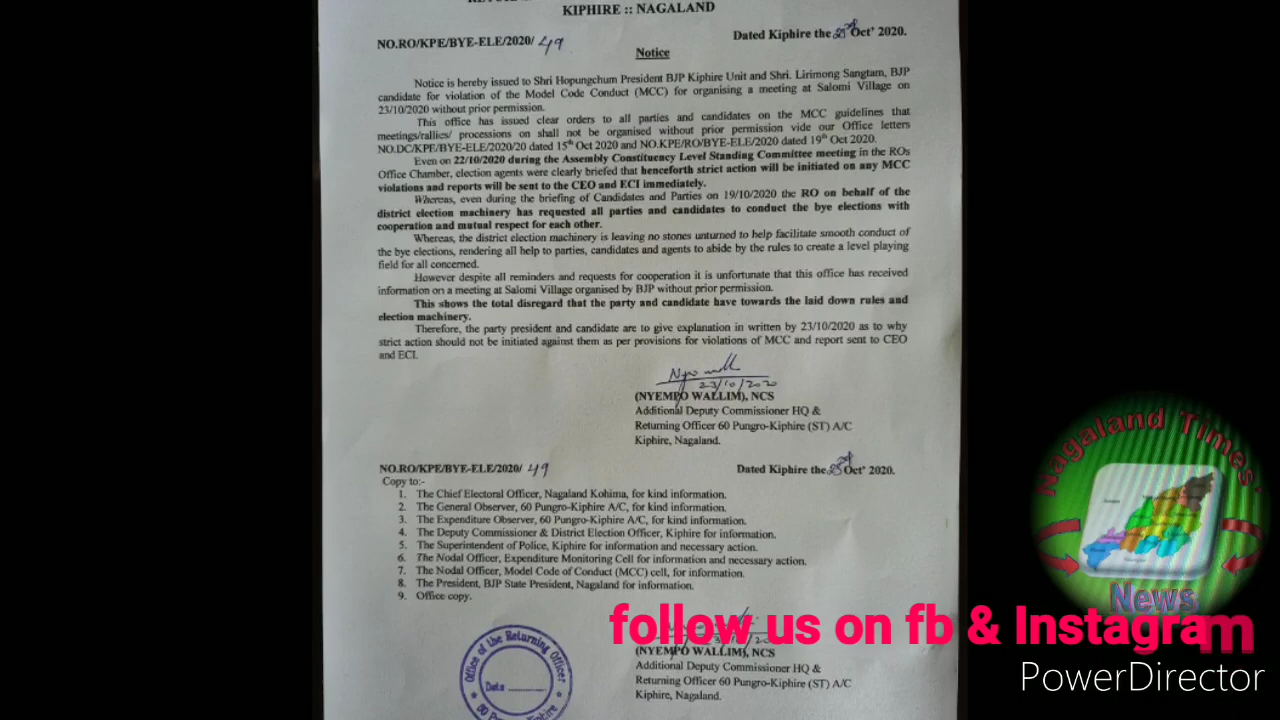 KIPHIRE :: NAGALAND
NO.RO/KPE/BYE-ELE/2020/ 49
Dated Kiphire the 23rd Oct' 2020.
Notice
Notice is hereby issued to Shri Hopungchum President BJP Kiphire Unit and Shri. Lirimong Sangtam, BJP
candidate for violation of the Model Code Conduct (MCC) for organising a meeting at Salomi Village on
23/10/2020 without prior permission.
This office has issued clear orders to all parties and candidates on the MCC guidelines that
meetings/rallies/ processions on shall not be organised without prior permission vide our Office letters
NO.DC/KPE/BYE-ELE/2020/20 dated 15th Oct 2020 and NO.KPE/RO/BYE-ELE/2020 dated 19th Oct 2020.
Even on 22/10/2020 during the Assembly Constituency Level Standing Committee meeting in the ROs
Office Chamber, election agents were clearly briefed that henceforth strict action will be initiated on any MCC
violations and reports will be sent to the CEO and ECI immediately.
Whereas, even during the briefing of Candidates and Parties on 19/10/2020 the RO on behalf of the
district election machinery has requested all parties and candidates to conduct the bye elections with
cooperation and mutual respect for each other.
Whereas, the district election machinery is leaving no stones unturned to help facilitate smooth conduct of
the bye elections, rendering all help to parties, candidates and agents to abide by the rules to create a level playing
field for all concerned.
However despite all reminders and requests for cooperation it is unfortunate that this office has received
information on a meeting at Salomi Village organised by BJP without prior permission.
This shows the total disregard that the party and candidate have towards the laid down rules and
election machinery.
Therefore, the party president and candidate are to give explanation in written by 23/10/2020 as to why
strict action should not be initiated against them as per provisions for violations of MCC and report sent to CEO
and ECI.
23/10/2020
(NYEMPO WALLIM), NCS
Additional Deputy Commissioner HQ &
Returning Officer 60 Pungro-Kiphire (ST) A/C
Kiphire, Nagaland.
NO.RO/KPE/BYE-ELE/2020/ 49
Dated Kiphire the 23rd Oct' 2020.
Copy to:-
1. The Chief Electoral Officer, Nagaland Kohima, for kind information.
2. The General Observer, 60 Pungro-Kiphire A/C, for kind information.
3. The Expenditure Observer, 60 Pungro-Kiphire A/C, for kind information.
4. The Deputy Commissioner & District Election Officer, Kiphire for information.
5. The Superintendent of Police, Kiphire for information and necessary action.
6. The Nodal Officer, Expenditure Monitoring Cell for information and necessary action.
7. The Nodal Officer, Model Code of Conduct (MCC) cell, for information.
8. The President, BJP State President, Nagaland for information.
9. Office copy.
(NYEMPO WALLIM), NCS
Additional Deputy Commissioner HQ &
Returning Officer 60 Pungro-Kiphire (ST) A/C
Kiphire, Nagaland.
Office of the Returning Officer
Date
Nagaland Times'
News
follow us on fb & Instagram
PowerDirector